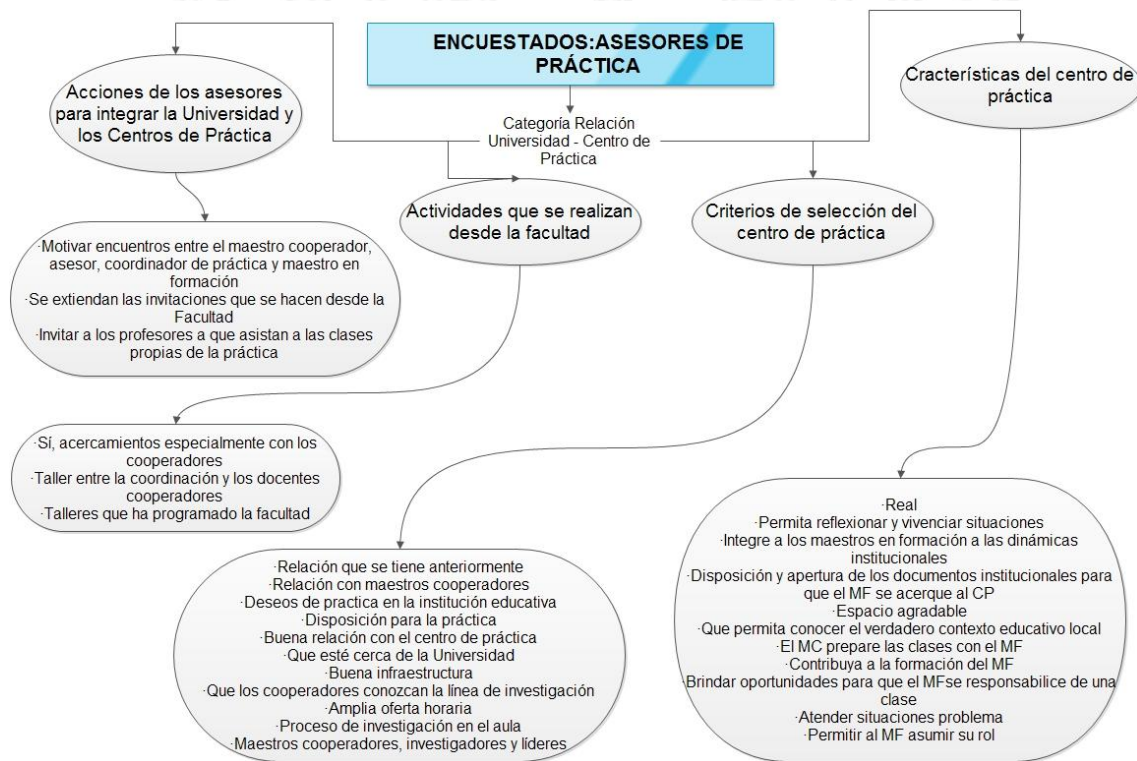 ENCUESTADOS:ASESORES DE
PRÁCTICA
Categoría Relación
Universidad - Centro de
Práctica
Acciones de los asesores
para integrar la Universidad y
los Centros de Práctica
·Motivar encuentros entre el maestro cooperador,
asesor, coordinador de práctica y maestro en
formación
·Se extiendan las invitaciones que se hacen desde la
Facultad
·Invitar a los profesores a que asistan a las clases
propias de la práctica
Actividades que se realizan
desde la facultad
·Sí, acercamientos especialmente con los
cooperadores
·Taller entre la coordinación y los docentes
cooperadores
·Talleres que ha programado la facultad
Criterios de selección del
centro de práctica
·Relación que se tiene anteriormente
·Relación con maestros cooperadores
·Deseos de practica en la institución educativa
·Disposición para la práctica
·Buena relación con el centro de práctica
·Que esté cerca de la Universidad
·Buena infraestructura
·Que los cooperadores conozcan la línea de investigación
·Amplia oferta horaria
·Proceso de investigación en el aula
·Maestros cooperadores, investigadores y líderes
Cracterísticas del centro de
práctica
·Real
·Permita reflexionar y vivenciar situaciones
·Integre a los maestros en formación a las dinámicas
institucionales
·Disposición y apertura de los documentos institucionales para
que el MF se acerque al CP
·Espacio agradable
·Que permita conocer el verdadero contexto educativo local
·El MC prepare las clases con el MF
·Contribuya a la formación del MF
·Brindar oportunidades para que el MFse responsabilice de una
clase
·Atender situaciones problema
·Permitir al MF asumir su rol